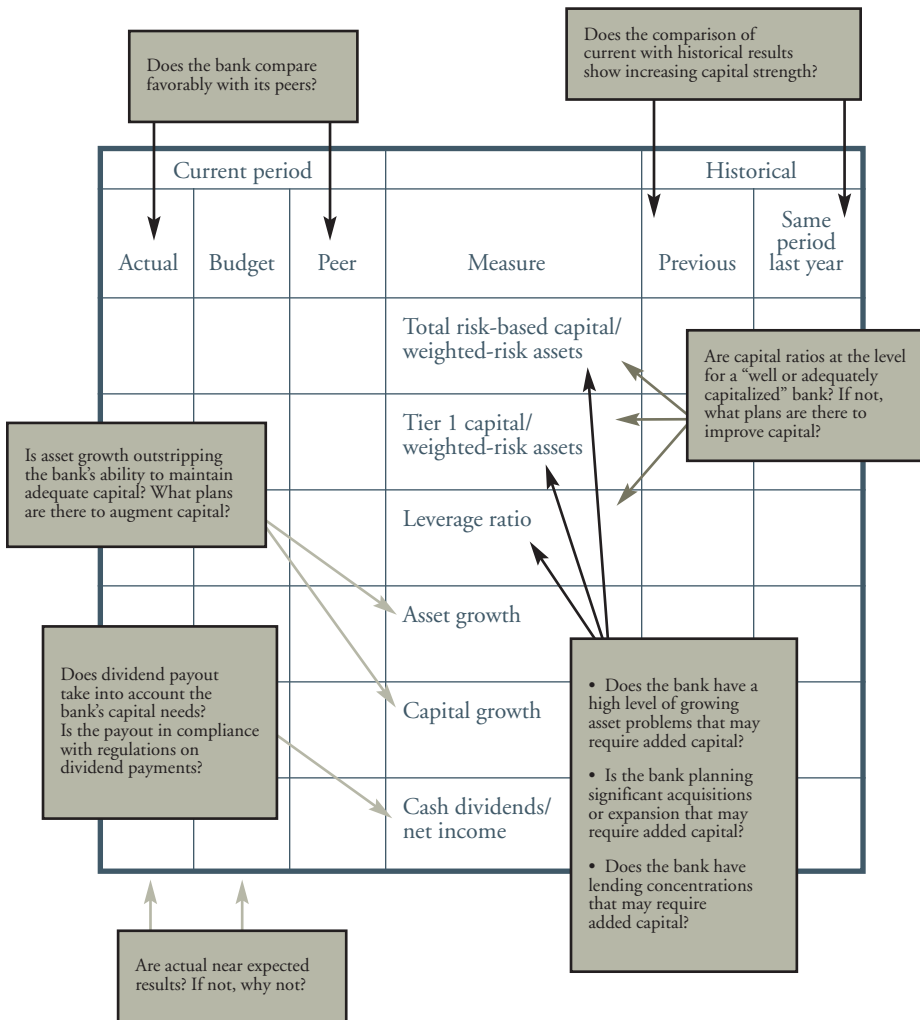 Does the bank compare
favorably with its peers?
Does the comparison of
current with historical results
show increasing capital strength?
Current period
Historical
Actual
Budget
Peer
Measure
Previous
Same
period
last year
Total risk-based capital/
weighted-risk assets
Are capital ratios at the level
for a “well or adequately
capitalized” bank? If not,
what plans are there to
improve capital?
Tier 1 capital/
weighted-risk assets
Is asset growth outstripping
the bank’s ability to maintain
adequate capital? What plans
are there to augment capital?
Leverage ratio
Asset growth
Does dividend payout
take into account the
bank’s capital needs?
Is the payout in compliance
with regulations on
dividend payments?
Capital growth
Cash dividends/
net income
• Does the bank have a
high level of growing
asset problems that may
require added capital?
• Is the bank planning
significant acquisitions
or expansion that may
require added capital?
• Does the bank have
lending concentrations
that may require
added capital?
Are actual near expected
results? If not, why not?